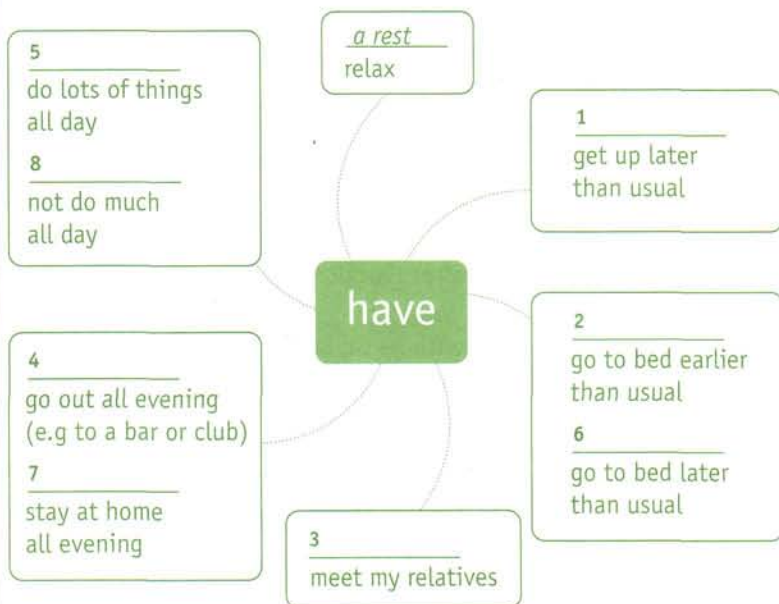 a rest
relax
5
do lots of things
all day
8
not do much
all day
1
get up later
than usual
have
2
go to bed earlier
than usual
6
go to bed later
than usual
4
go out all evening
(e.g to a bar or club)
7
stay at home
all evening
3
meet my relatives